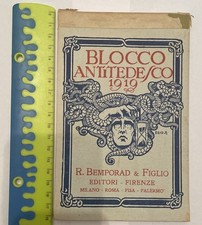 BLOCCO
ANTITEDESCO
1919
R. BEMPORAD & FIGLIO
EDITORI - FIRENZE
MILANO - ROMA - PISA - PALERMO